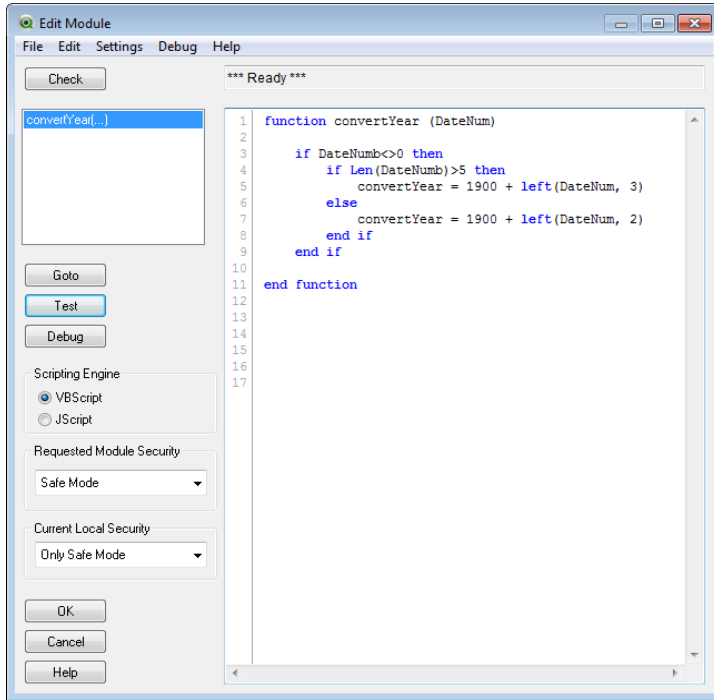 Edit Module
File Edit Settings Debug Help
Check
*** Ready ***
convertYear(...)
Goto
Test
Debug
Scripting Engine
VBScript
JScript
Requested Module Security
Safe Mode
Current Local Security
Only Safe Mode
OK
Cancel
Help
1 function convertYear (DateNum)
2
3 if DateNumb<>0 then
4 if Len(DateNumb)>5 then
5 convertYear = 1900 + left(DateNum, 3)
6 else
7 convertYear = 1900 + left(DateNum, 2)
8 end if
9 end if
10
11 end function
12
13
14
15
16
17